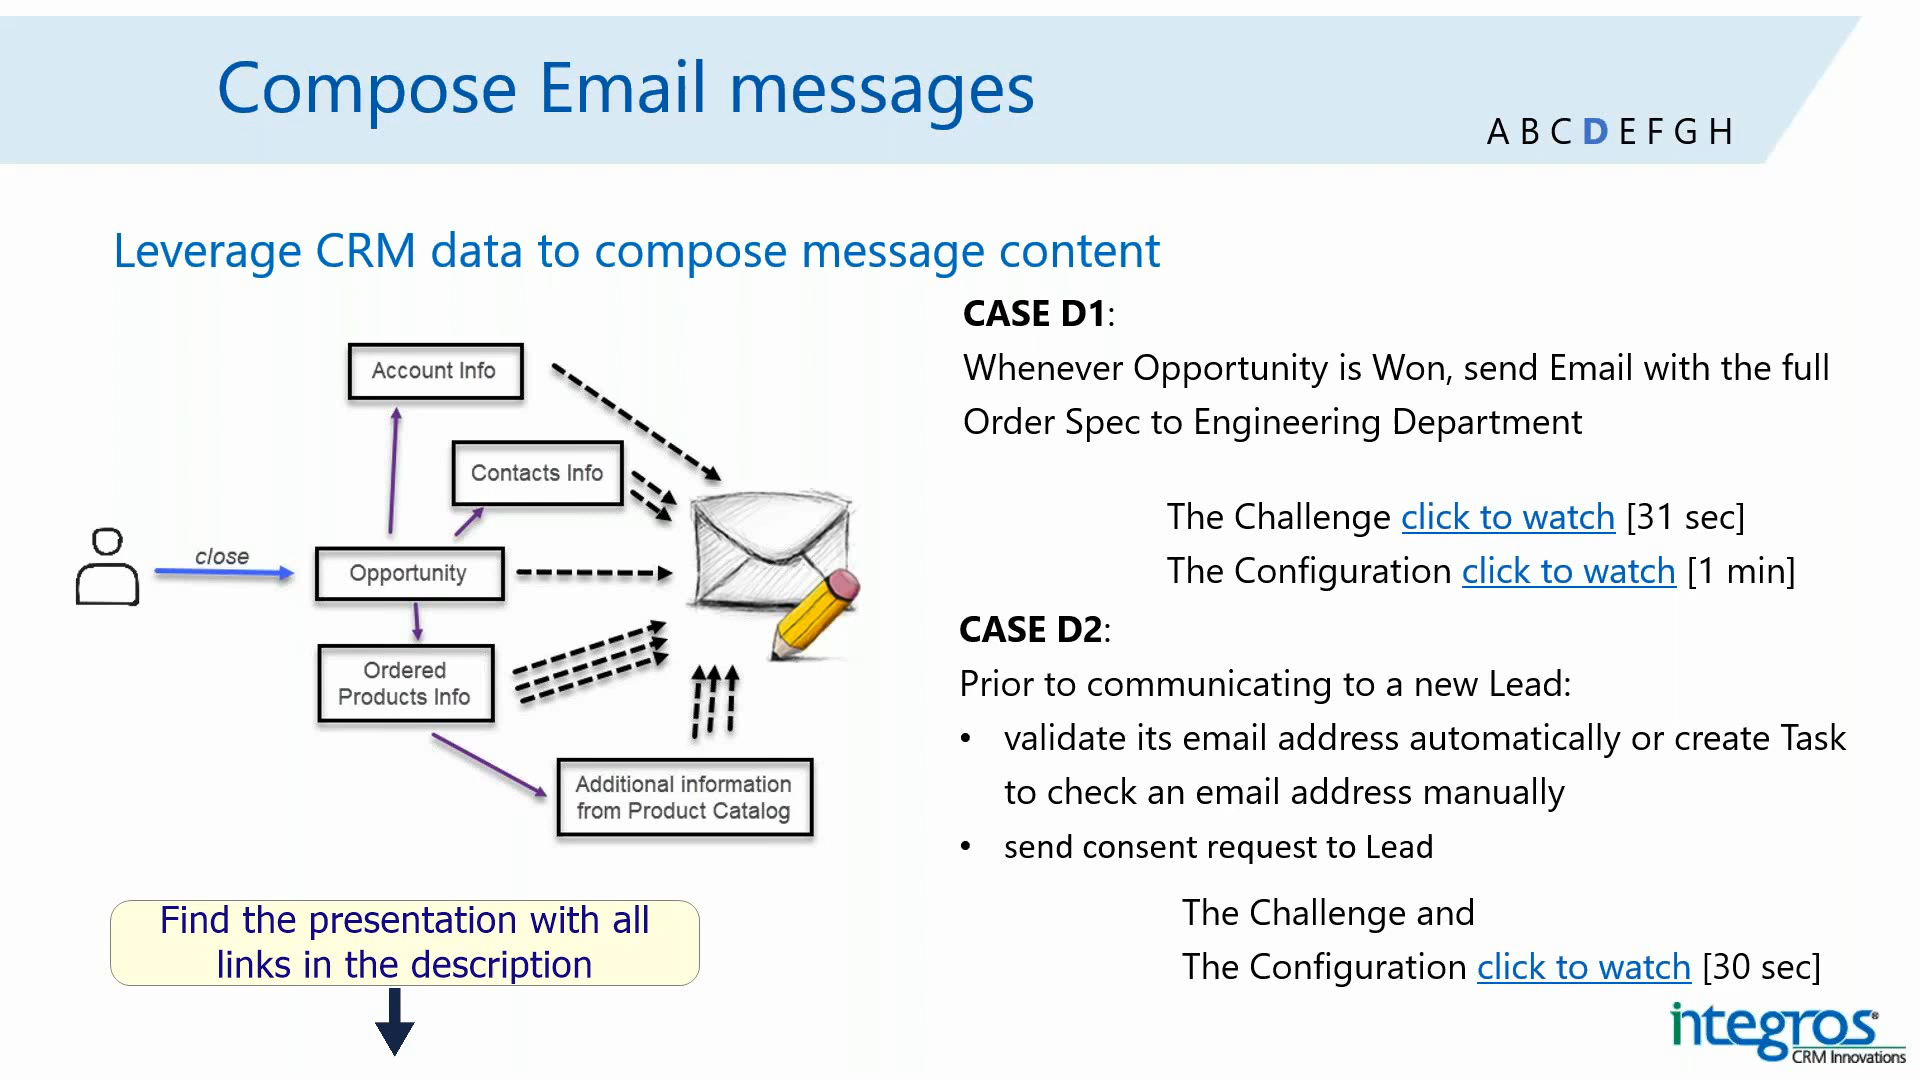 Compose Email messages
A B C D E F G H
Leverage CRM data to compose message content
Account Info
Contacts Info
close
Opportunity
Ordered
Products Info
Additional information
from Product Catalog
Find the presentation with all
links in the description
CASE D1:
Whenever Opportunity is Won, send Email with the full
Order Spec to Engineering Department
The Challenge click to watch [31 sec]
The Configuration click to watch [1 min]
CASE D2:
Prior to communicating to a new Lead:
• validate its email address automatically or create Task
to check an email address manually
• send consent request to Lead
The Challenge and
The Configuration click to watch [30 sec]
integros®
CRM Innovations